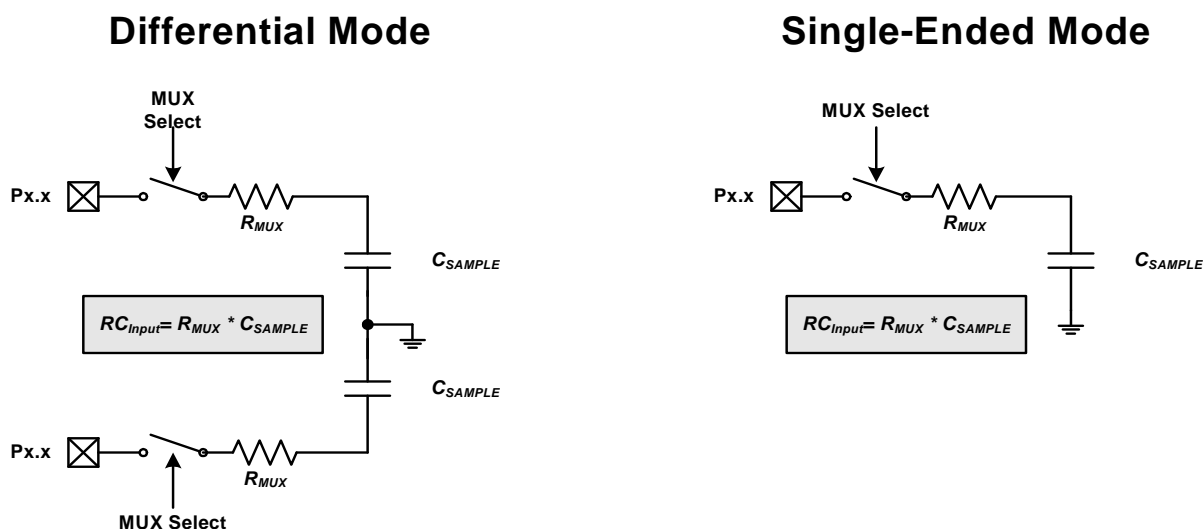 Differential Mode
MUX
Select
Px.x
R_MUX
C_SAMPLE
RC_Input= R_MUX * C_SAMPLE
C_SAMPLE
Px.x
R_MUX
MUX Select
Single-Ended Mode
MUX Select
Px.x
R_MUX
C_SAMPLE
RC_Input= R_MUX * C_SAMPLE